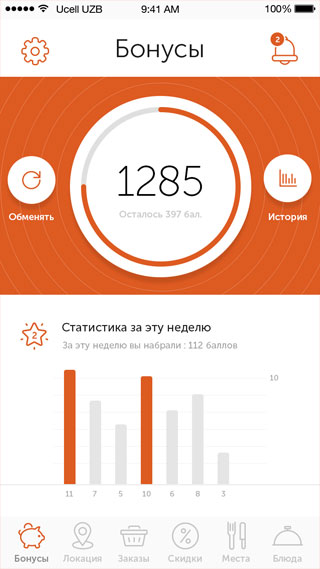 Ucell UZB 9:41 AM 100%
Бонусы
2
1285
Осталось 397 бал.
Обменять
История
2
Статистика за эту неделю
За эту неделю вы набрали : 112 баллов
10
11 7 5 10 6 8 3
Бонусы Локация Заказы Скидки Места Блюда